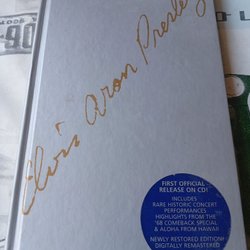 Elvis Aron Presley
FIRST OFFICIAL
RELEASE ON CD!
INCLUDES
RARE HISTORIC CONCERT
PERFORMANCES
HIGHLIGHTS FROM THE
'68 COMEBACK SPECIAL
& ALOHA FROM HAWAII
NEWLY RESTORED EDITION
DIGITALLY REMASTERED